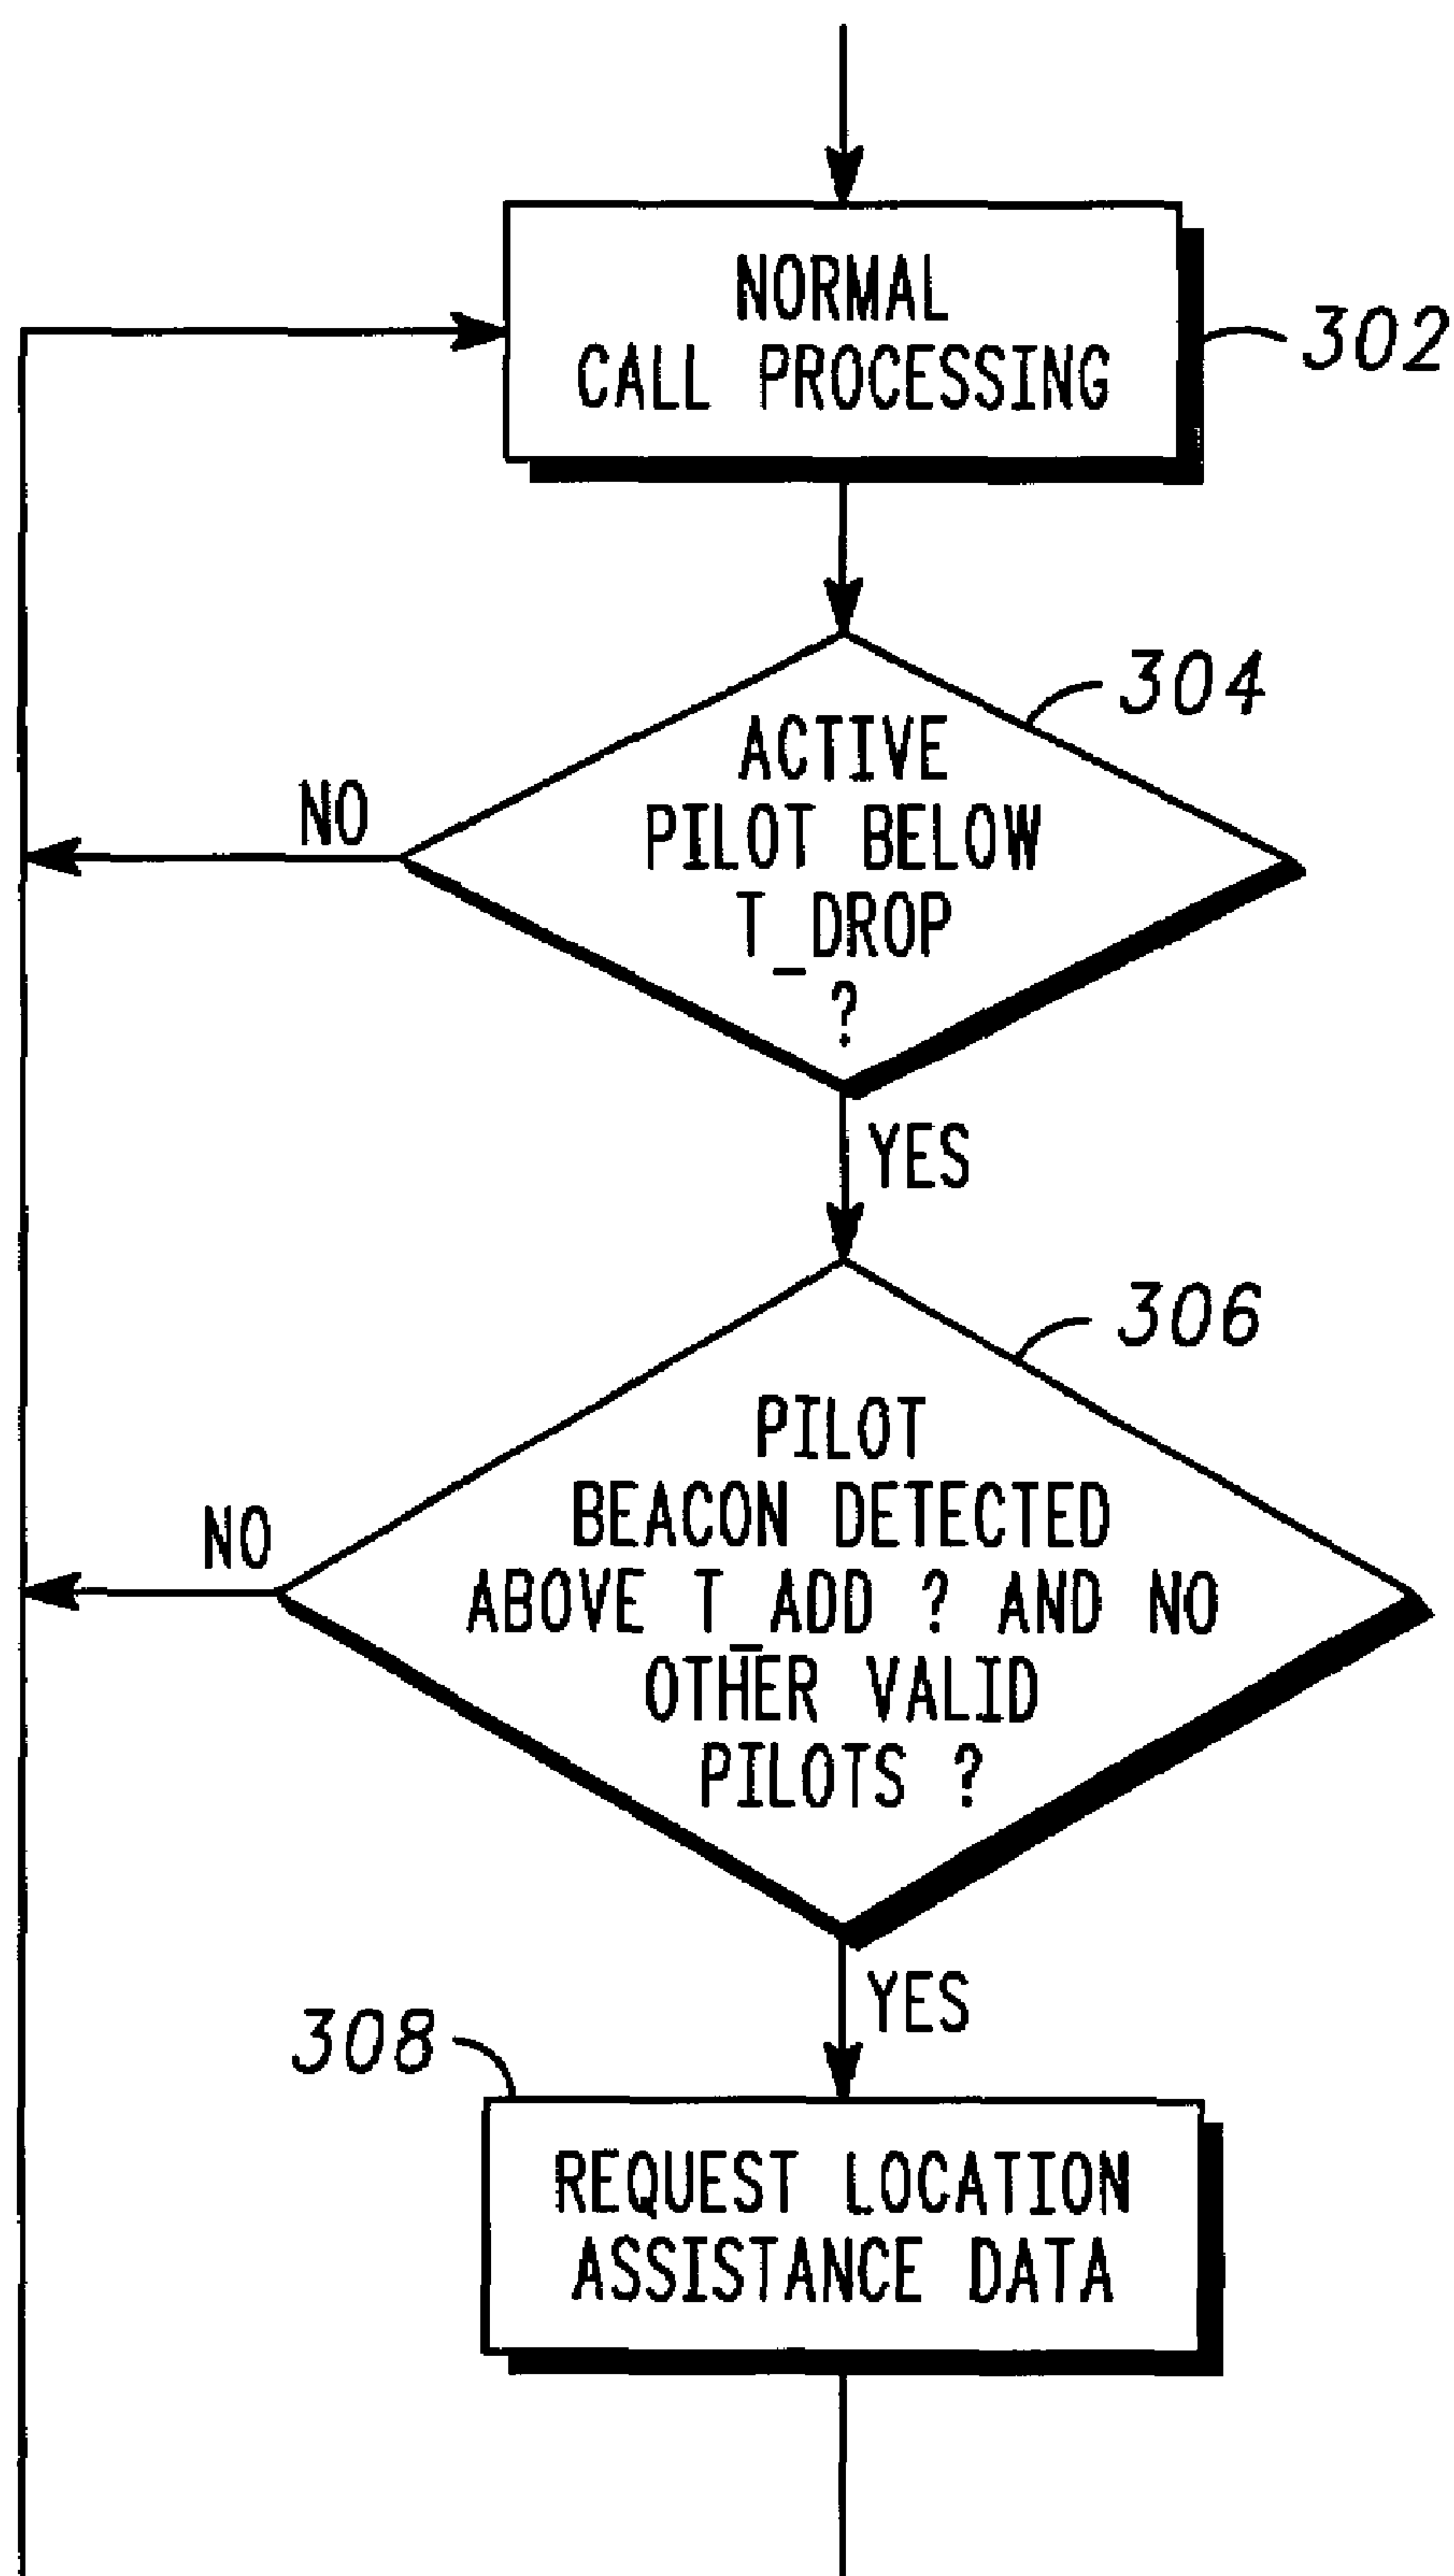 NORMAL
CALL PROCESSING
302
304
ACTIVE
PILOT BELOW
T_DROP
?
NO
YES
306
PILOT
BEACON DETECTED
ABOVE T_ADD ? AND NO
OTHER VALID
PILOTS ?
NO
YES
308
REQUEST LOCATION
ASSISTANCE DATA